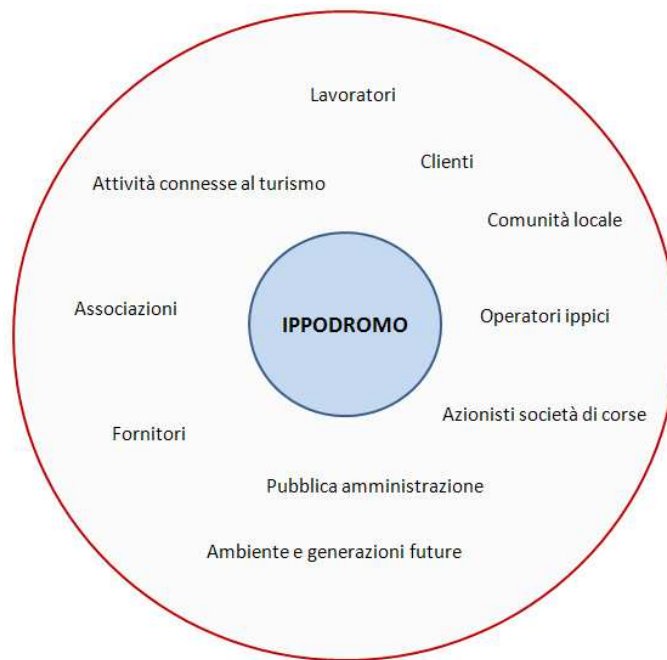 Lavoratori
Clienti
Attività connesse al turismo
Comunità locale
Associazioni
Operatori ippici
IPPODROMO
Azionisti società di corse
Fornitori
Pubblica amministrazione
Ambiente e generazioni future